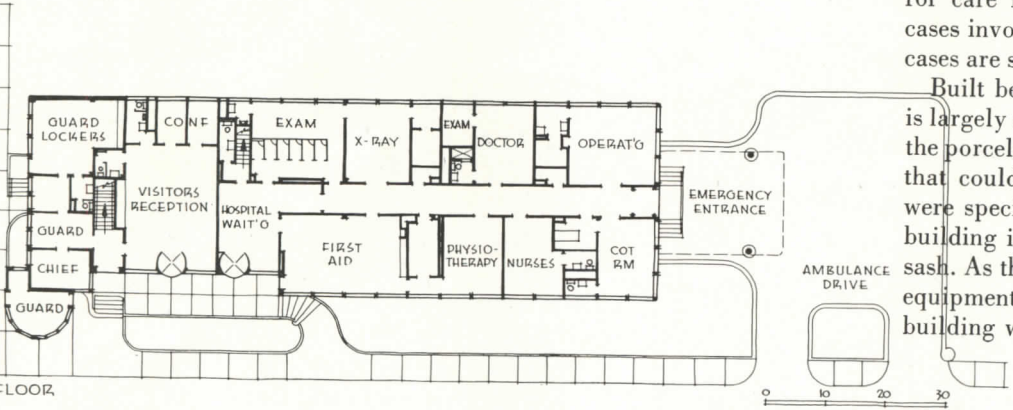 for care
cases invo
cases are s
Built be
is largely
the porcel
that could
were speci
building i
sash. As th
equipment
building w
GUARD
LOCKERS
CONF
EXAM
X-RAY
EXAM
DOCTOR
OPERAT'G
VISITORS
RECEPTION
HOSPITAL
WAIT'G
EMERGENCY
ENTRANCE
GUARD
FIRST
AID
PHYSIO-
THERAPY
NURSES
COT
RM
CHIEF
GUARD
AMBULANCE
DRIVE
FLOOR
0 10 20 30